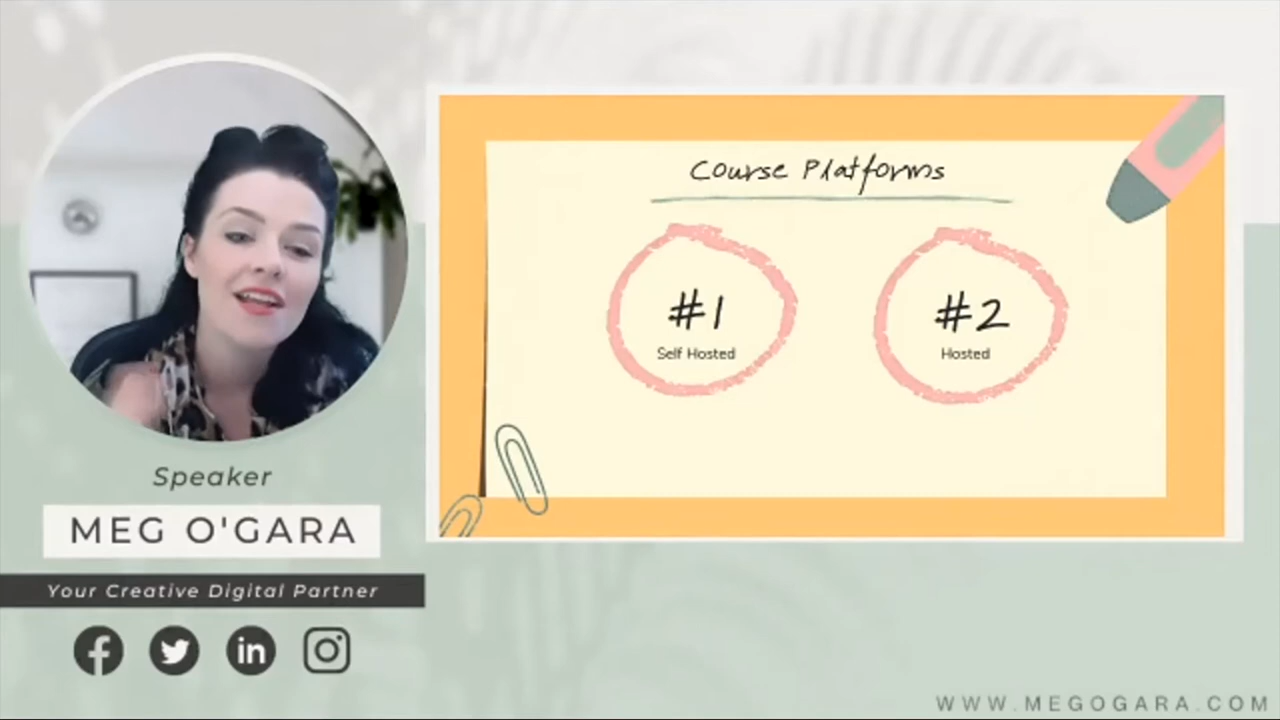 Course Platforms
#1
Self Hosted
#2
Hosted
Speaker
MEG O'GARA
Your Creative Digital Partner
WWW.MEGOGARA.COM